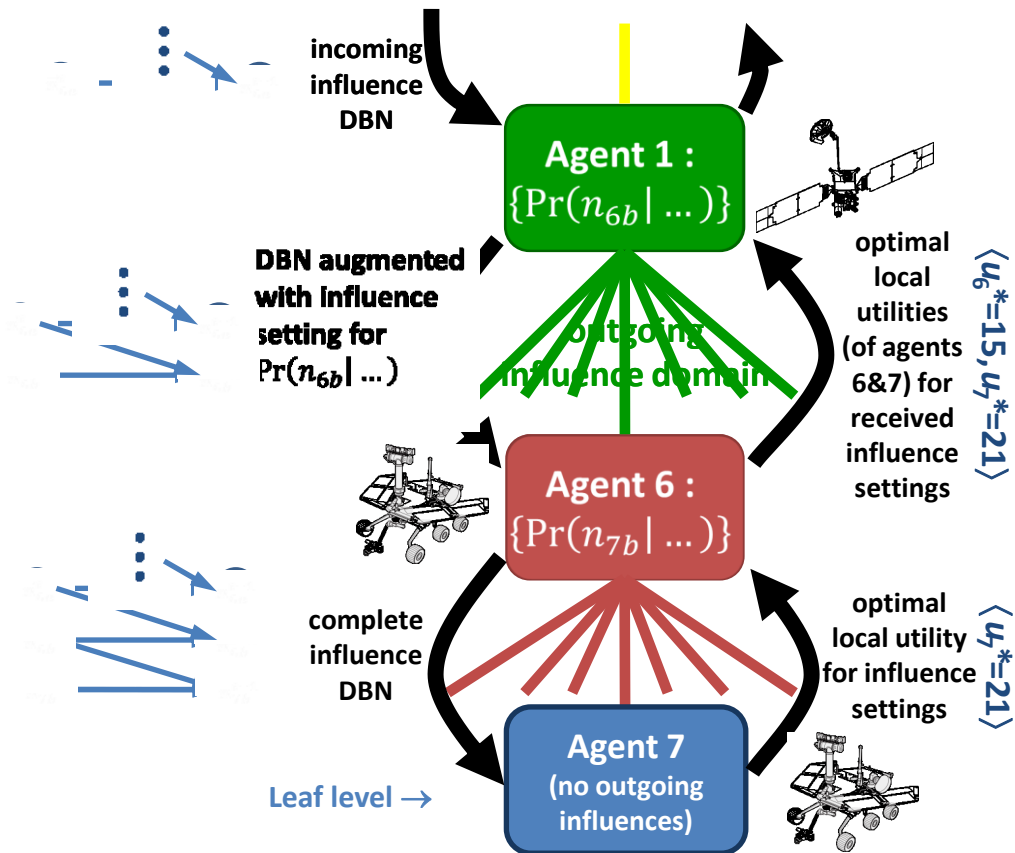 incoming
influence
DBN
Agent 1 :
{Pr(n6b| …)}
DBN augmented
with influence
setting for
Pr(n6b| …)
outgoing
influence domain
optimal
local
utilities
(of agents
6&7) for
received
influence
settings
⟨u6*=15,u7*=21⟩
Agent 6 :
{Pr(n7b| …)}
complete
influence
DBN
optimal
local utility
for influence
settings
⟨u7*=21⟩
Agent 7
(no outgoing
influences)
Leaf level →